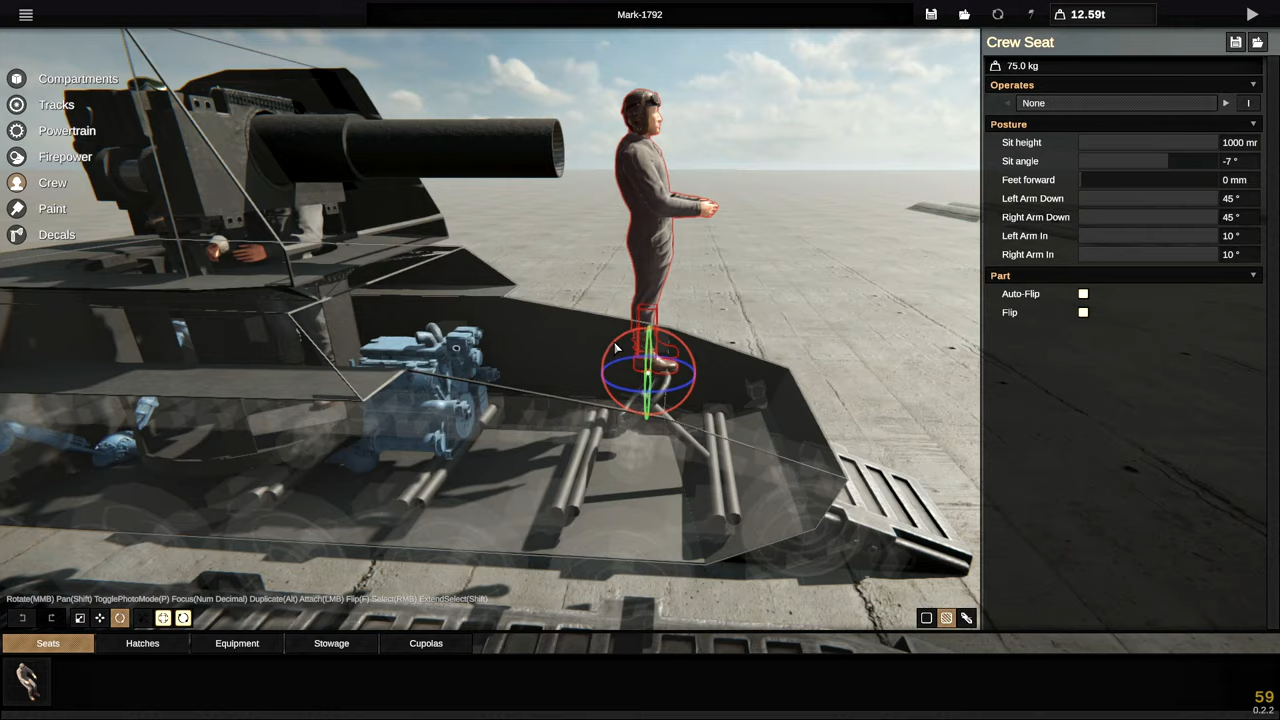 Mark-1792
12.59t
Compartments
Tracks
Powertrain
Firepower
Crew
Paint
Decals
Crew Seat
75.0 kg
Operates
None
I
Posture
Sit height 1000 mr
Sit angle -7 °
Feet forward 0 mm
Left Arm Down 45 °
Right Arm Down 45 °
Left Arm In 10 °
Right Arm In 10 °
Part
Auto-Flip
Flip
Rotate(MMB) Pan(Shift) TogglePhotoMode(P) Focus(Num Decimal) Duplicate(Alt) Attach(LMB) Flip(F) Select(RMB) ExtendSelect(Shift)
Seats Hatches Equipment Stowage Cupolas
59
0.2.2